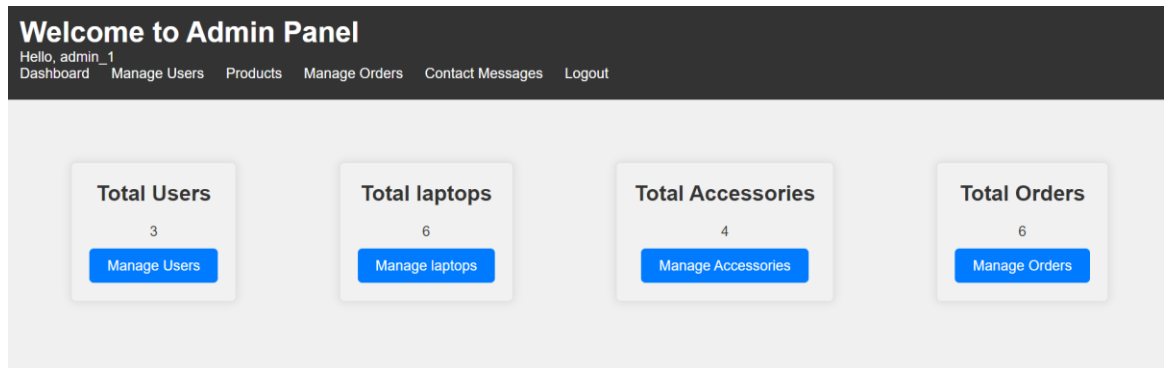 Welcome to Admin Panel
Hello, admin_1
Dashboard Manage Users Products Manage Orders Contact Messages Logout
Total Users
3
Manage Users
Total laptops
6
Manage laptops
Total Accessories
4
Manage Accessories
Total Orders
6
Manage Orders